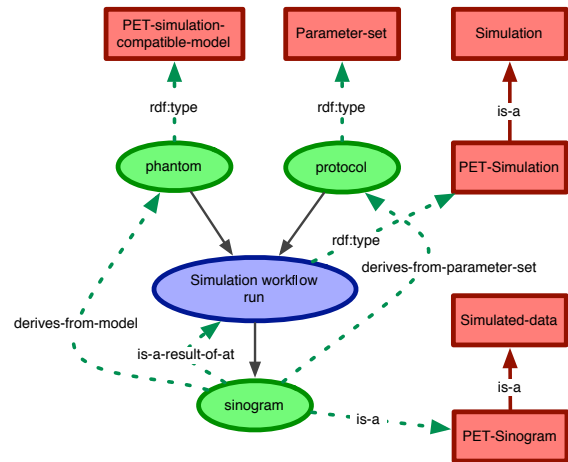 PET-simulation-
compatible-model
Parameter-set
Simulation
rdf:type
rdf:type
is-a
phantom
protocol
PET-Simulation
rdf:type
derives-from-parameter-set
Simulation workflow
run
derives-from-model
is-a-result-of-at
Simulated-data
is-a
sinogram
is-a
PET-Sinogram